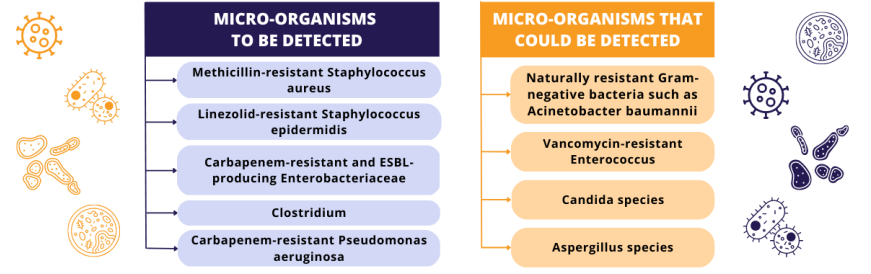 MICRO-ORGANISMS
TO BE DETECTED
Methicillin-resistant Staphylococcus
aureus
Linezolid-resistant Staphylococcus
epidermidis
Carbapenem-resistant and ESBL-
producing Enterobacteriaceae
Clostridium
Carbapenem-resistant Pseudomonas
aeruginosa
MICRO-ORGANISMS THAT
COULD BE DETECTED
Naturally resistant Gram-
negative bacteria such as
Acinetobacter baumannii
Vancomycin-resistant
Enterococcus
Candida species
Aspergillus species